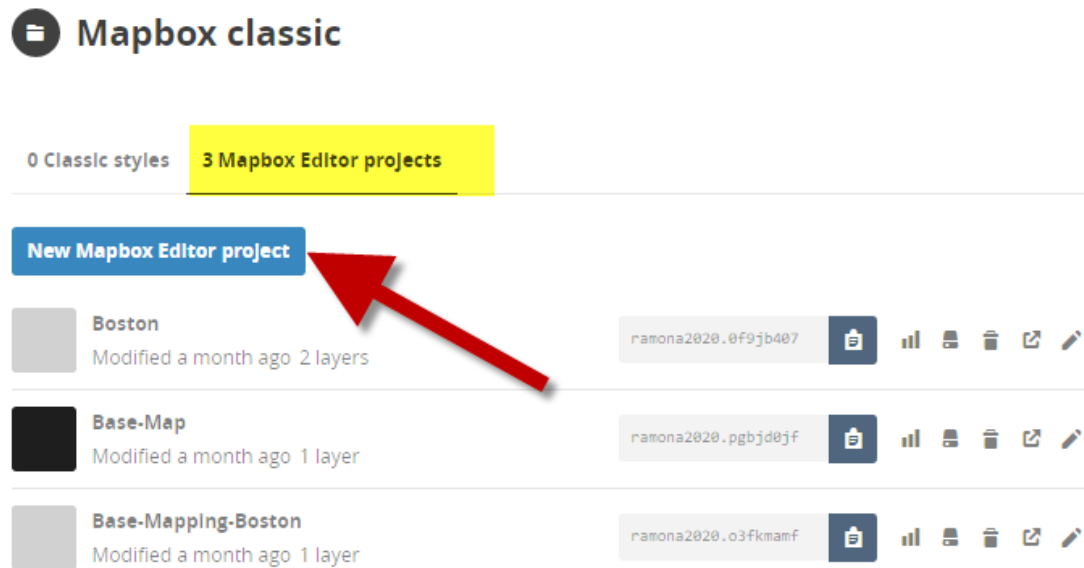 Mapbox classic
0 Classic styles 3 Mapbox Editor projects
New Mapbox Editor project
Boston
Modified a month ago 2 layers
ramona2020.0f9jb407
Base-Map
Modified a month ago 1 layer
ramona2020.pgbjd0jf
Base-Mapping-Boston
Modified a month ago 1 layer
ramona2020.o3fkmamf